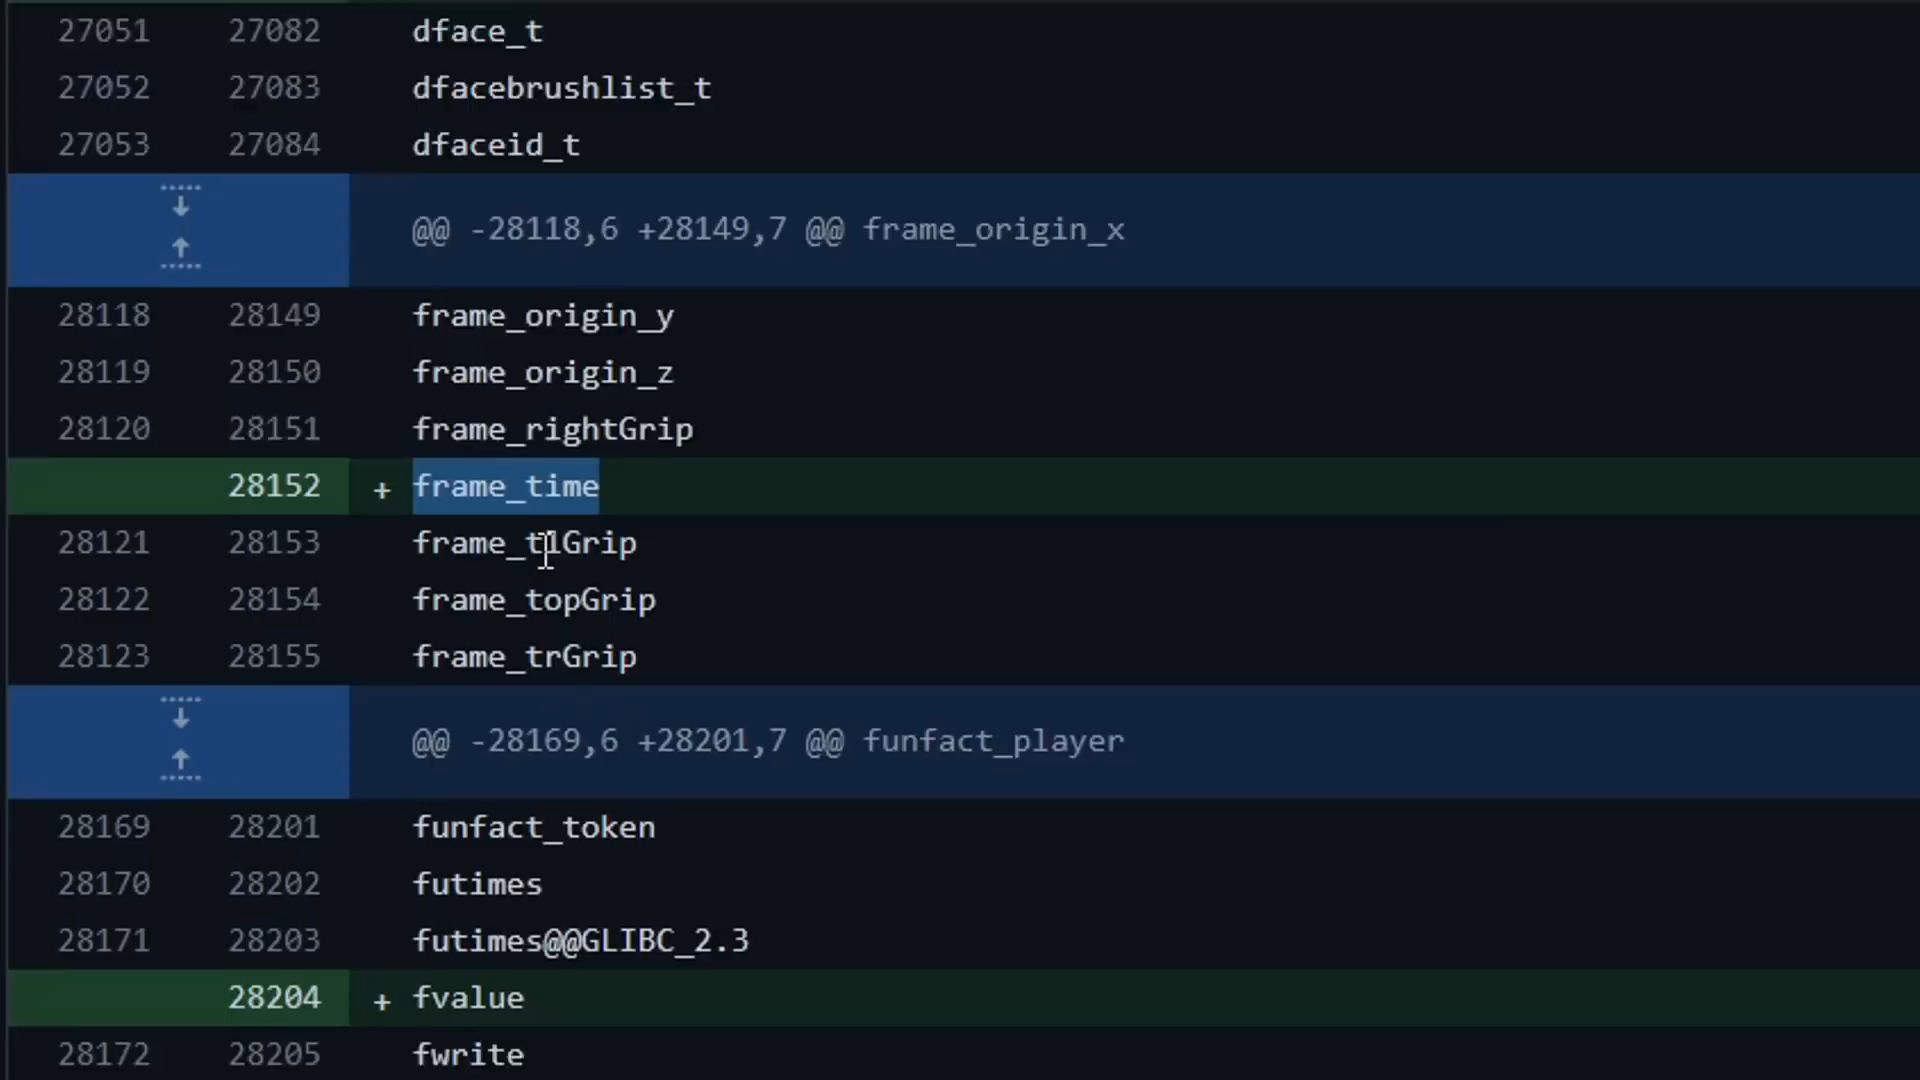 27051 27082 dface_t
27052 27083 dfacebrushlist_t
27053 27084 dfaceid_t
@@ -28118,6 +28149,7 @@ frame_origin_x
28118 28149 frame_origin_y
28119 28150 frame_origin_z
28120 28151 frame_rightGrip
28152 + frame_time
28121 28153 frame_tlGrip
28122 28154 frame_topGrip
28123 28155 frame_trGrip
@@ -28169,6 +28201,7 @@ funfact_player
28169 28201 funfact_token
28170 28202 futimes
28171 28203 futimes@@GLIBC_2.3
28204 + fvalue
28172 28205 fwrite